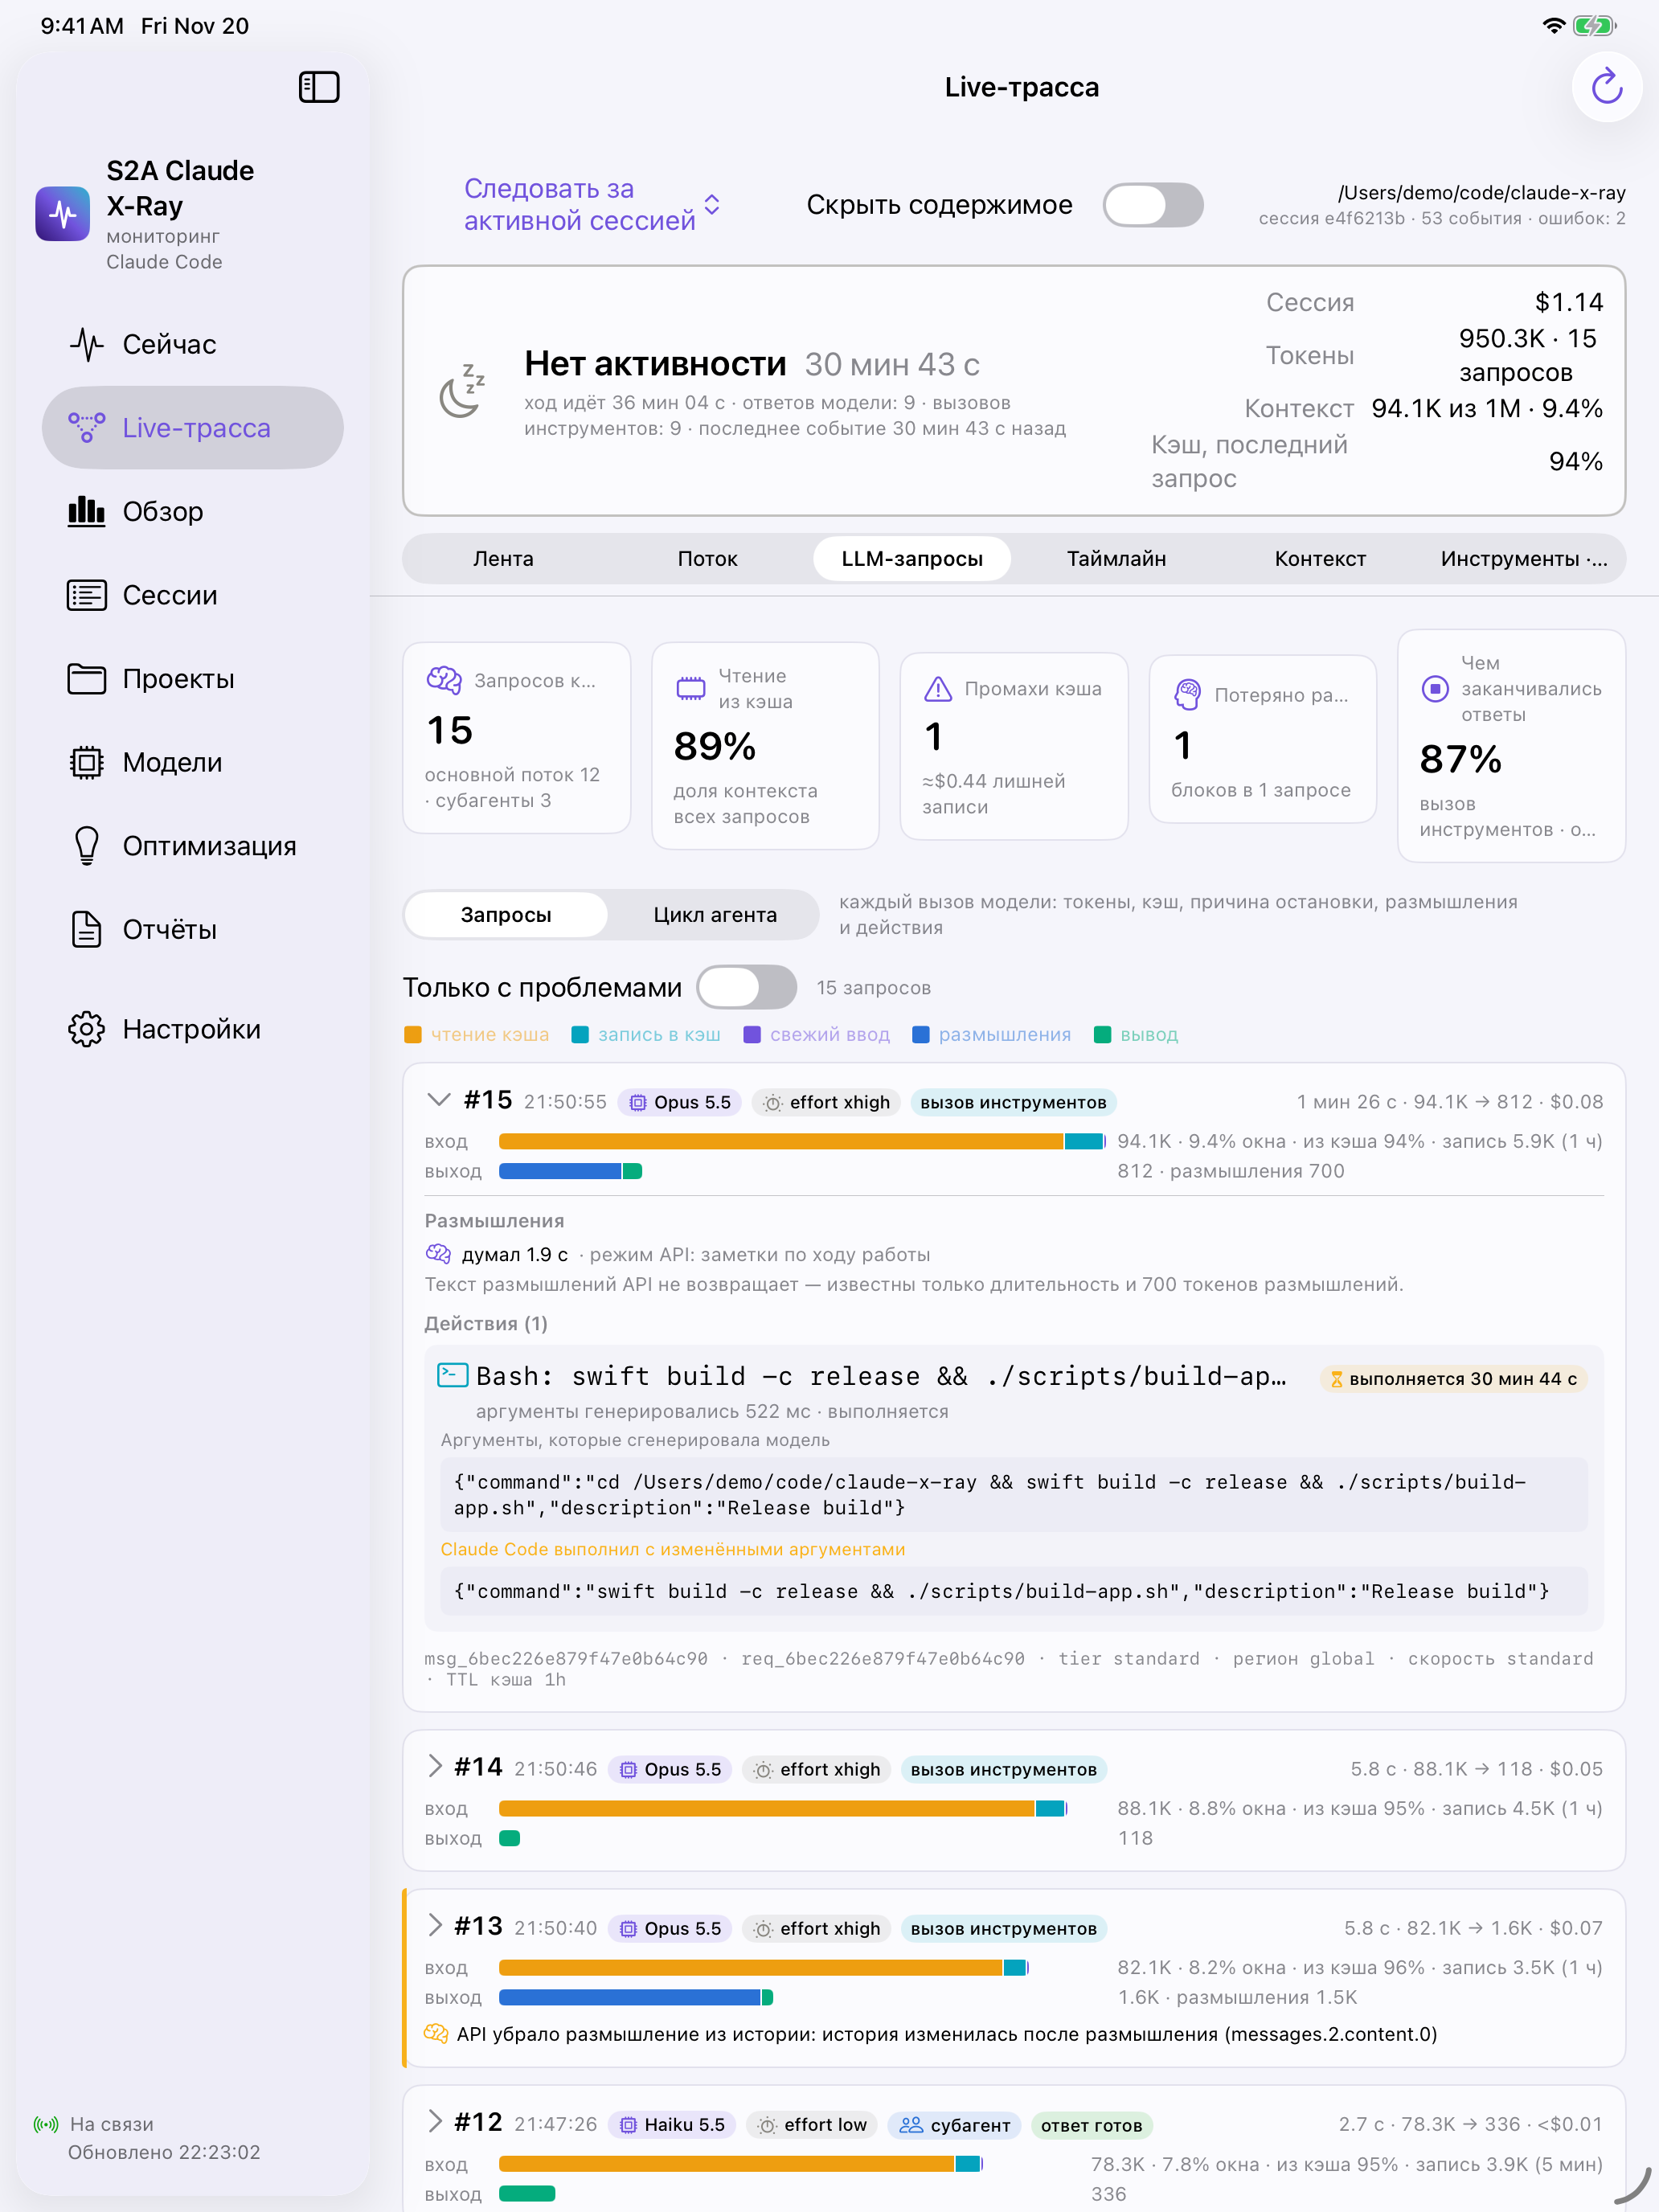 9:41 AM Fri Nov 20
S2A Claude
X-Ray
мониторинг
Claude Code
Сейчас
Live-трасса
Обзор
Сессии
Проекты
Модели
Оптимизация
Отчёты
Настройки
На связи
Обновлено 22:23:02
Live-трасса
Следовать за
активной сессией
Скрыть содержимое
/Users/demo/code/claude-x-ray
сессия e4f6213b · 53 события · ошибок: 2
Нет активности 30 мин 43 с
ход идёт 36 мин 04 с · ответов модели: 9 · вызовов
инструментов: 9 · последнее событие 30 мин 43 с назад
Сессия $1.14
Токены 950.3K · 15
запросов
Контекст 94.1K из 1M · 9.4%
Кэш, последний
запрос 94%
Лента Поток LLM-запросы Таймлайн Контекст Инструменты ·...
Запросов к...
15
основной поток 12
· субагенты 3
Чтение
из кэша
89%
доля контекста
всех запросов
Промахи кэша
1
≈$0.44 лишней
записи
Потеряно ра...
1
блоков в 1 запросе
Чем
заканчивались
ответы
87%
вызов
инструментов · о...
Запросы Цикл агента
каждый вызов модели: токены, кэш, причина остановки, размышления
и действия
Только с проблемами 15 запросов
чтение кэша запись в кэш свежий ввод размышления вывод
#15 21:50:55 Opus 5.5 effort xhigh вызов инструментов 1 мин 26 с · 94.1K → 812 · $0.08
вход 94.1K · 9.4% окна · из кэша 94% · запись 5.9K (1 ч)
выход 812 · размышления 700
Размышления
думал 1.9 с · режим API: заметки по ходу работы
Текст размышлений API не возвращает — известны только длительность и 700 токенов размышлений.
Действия (1)
Bash: swift build -c release && ./scripts/build-ap… выполняется 30 мин 44 с
аргументы генерировались 522 мс · выполняется
Аргументы, которые сгенерировала модель
{"command":"cd /Users/demo/code/claude-x-ray && swift build -c release && ./scripts/build-
app.sh","description":"Release build"}
Claude Code выполнил с изменёнными аргументами
{"command":"swift build -c release && ./scripts/build-app.sh","description":"Release build"}
msg_6bec226e879f47e0b64c90 · req_6bec226e879f47e0b64c90 · tier standard · регион global · скорость standard
· TTL кэша 1h
#14 21:50:46 Opus 5.5 effort xhigh вызов инструментов 5.8 с · 88.1K → 118 · $0.05
вход 88.1K · 8.8% окна · из кэша 95% · запись 4.5K (1 ч)
выход 118
#13 21:50:40 Opus 5.5 effort xhigh вызов инструментов 5.8 с · 82.1K → 1.6K · $0.07
вход 82.1K · 8.2% окна · из кэша 96% · запись 3.5K (1 ч)
выход 1.6K · размышления 1.5K
API убрало размышление из истории: история изменилась после размышления (messages.2.content.0)
#12 21:47:26 Haiku 5.5 effort low субагент ответ готов 2.7 с · 78.3K → 336 · <$0.01
вход 78.3K · 7.8% окна · из кэша 95% · запись 3.9K (5 мин)
выход 336